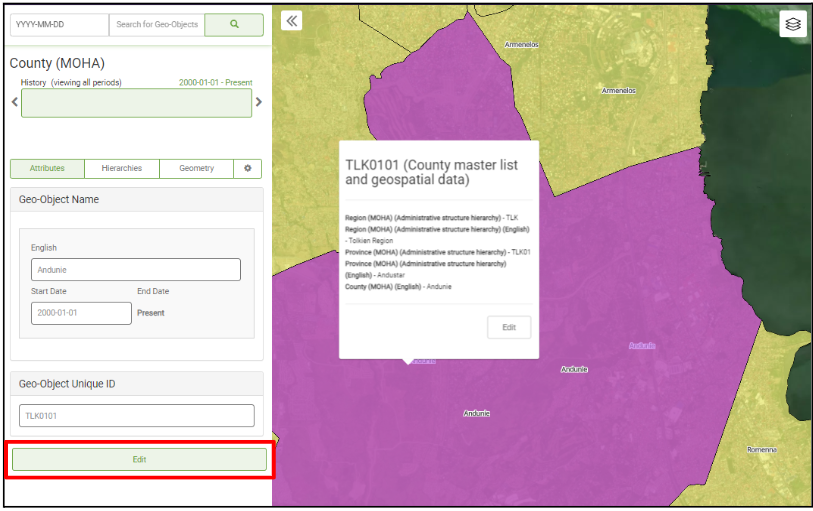 YYYY-MM-DD
Search for Geo-Objects
County (MOHA)
History (viewing all periods)
2000-01-01 - Present
Attributes
Hierarchies
Geometry
Geo-Object Name
English
Andunie
Start Date
End Date
2000-01-01
Present
Geo-Object Unique ID
TLK0101
Edit
Armenelos
Armenelos
TLK0101 (County master list
and geospatial data)
Region (MOHA) (Administrative structure hierarchy) - TLK
Region (MOHA) (Administrative structure hierarchy) (English)
- Tolkian Region
Province (MOHA) (Administrative structure hierarchy) - TLK01
Province (MOHA) (Administrative structure hierarchy)
(English) - Andustar
County (MOHA) (English) - Andunie
Edit
Andunie
Andunie
Andunie
Romenna